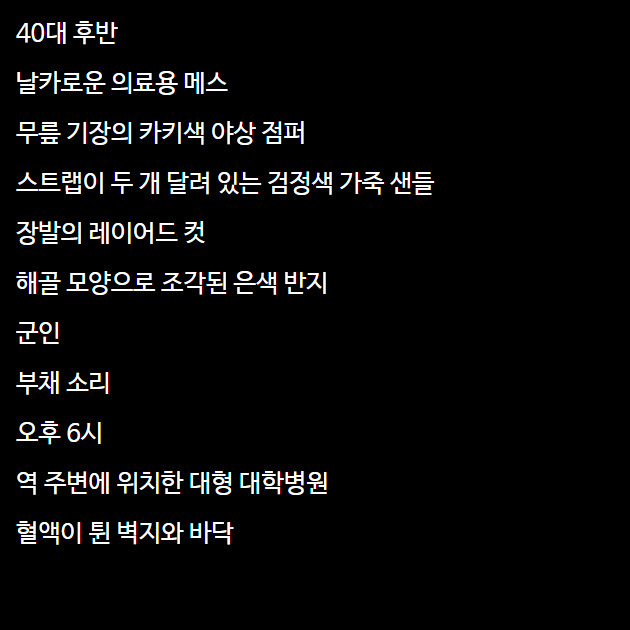 40대 후반
날카로운 의료용 메스
무릎 기장의 카키색 야상 점퍼
스트랩이 두 개 달려 있는 검정색 가죽 샌들
장발의 레이어드 컷
해골 모양으로 조각된 은색 반지
군인
부채 소리
오후 6시
역 주변에 위치한 대형 대학병원
혈액이 튄 벽지와 바닥